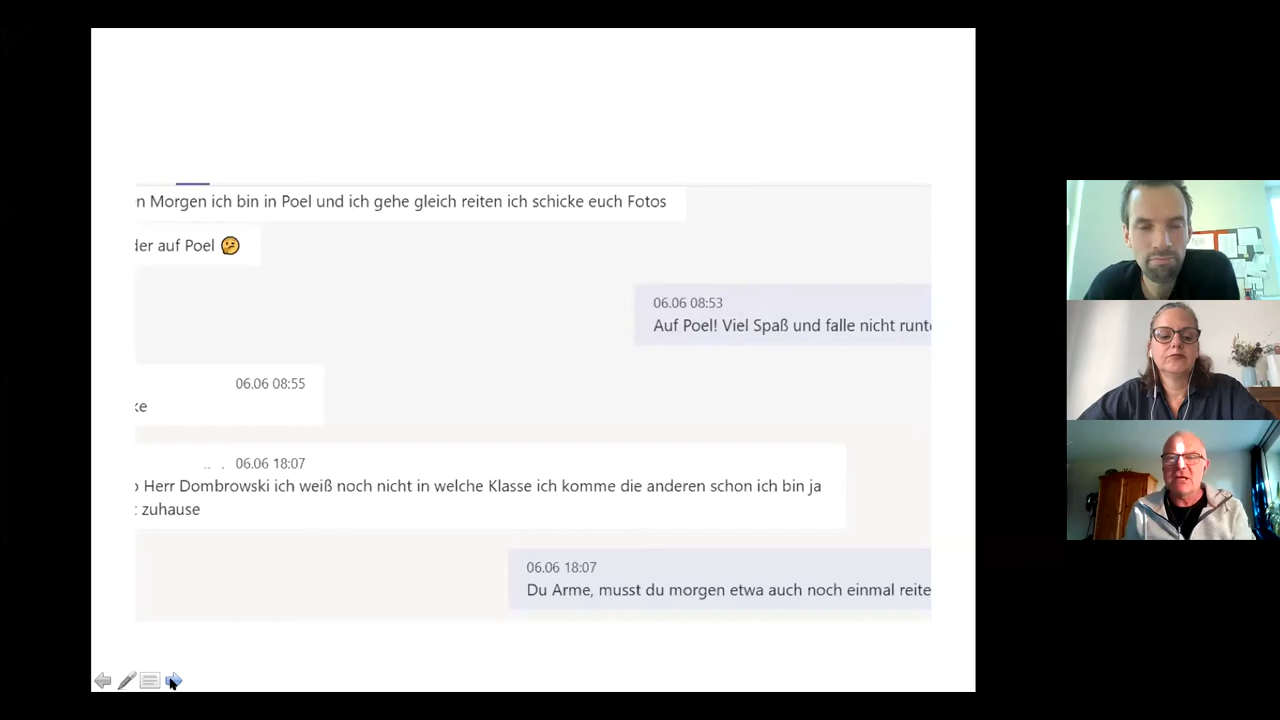 n Morgen ich bin in Poel und ich gehe gleich reiten ich schicke euch Fotos
der auf Poel 🤔
06.06 08:53
Auf Poel! Viel Spaß und falle nicht runte
06.06 08:55
ke
06.06 18:07
o Herr Dombrowski ich weiß noch nicht in welche Klasse ich komme die anderen schon ich bin ja
zuhause
06.06 18:07
Du Arme, musst du morgen etwa auch noch einmal reite